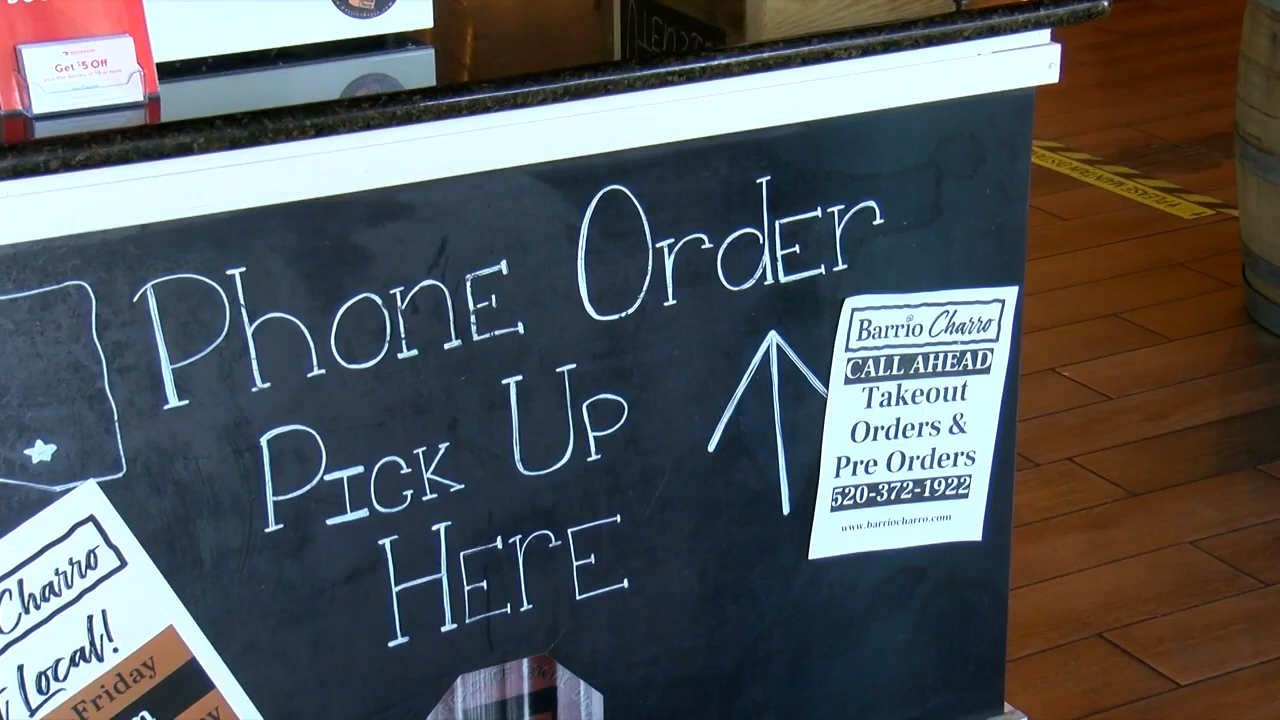 Get $5 Off
Phone Order
Pick Up
Here
Barrio Charro
CALL AHEAD
Takeout
Orders &
Pre Orders
520-372-1922
www.barriocharro.com
Charro
Local!
Friday